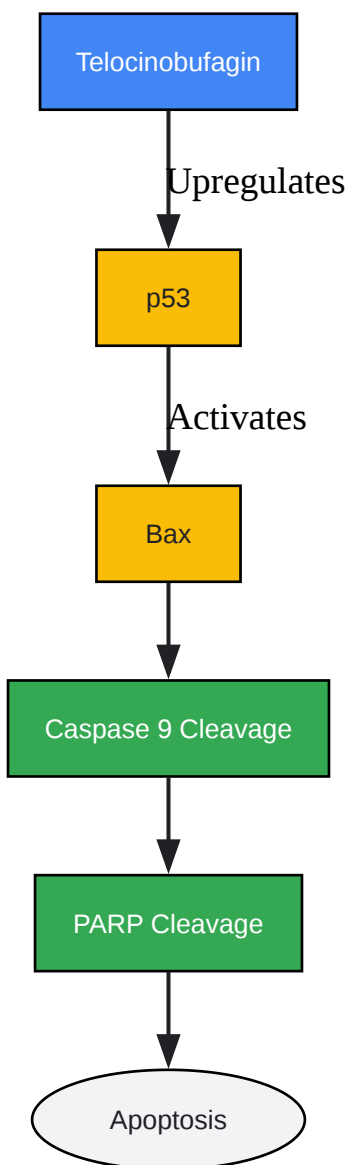 Telocinobufagin
Upregulates
p53
Activates
Bax
Caspase 9 Cleavage
PARP Cleavage
Apoptosis